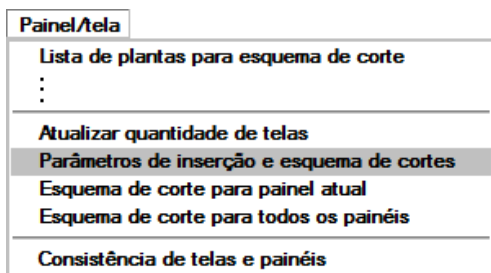 Painel/tela
Lista de plantas para esquema de corte
:
Atualizar quantidade de telas
Parâmetros de inserção e esquema de cortes
Esquema de corte para painel atual
Esquema de corte para todos os painéis
Consistência de telas e painéis